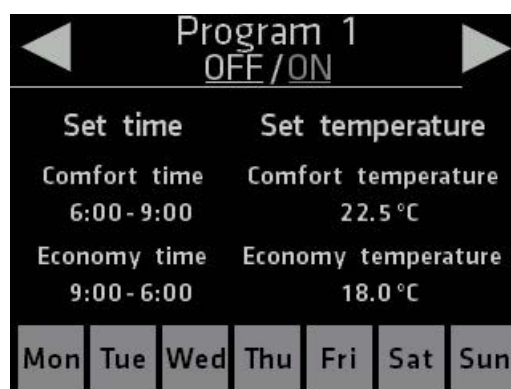 Program 1
OFF/ON
Set time Set temperature
Comfort time Comfort temperature
6:00-9:00 22.5°C
Economy time Economy temperature
9:00-6:00 18.0°C
Mon Tue Wed Thu Fri Sat Sun